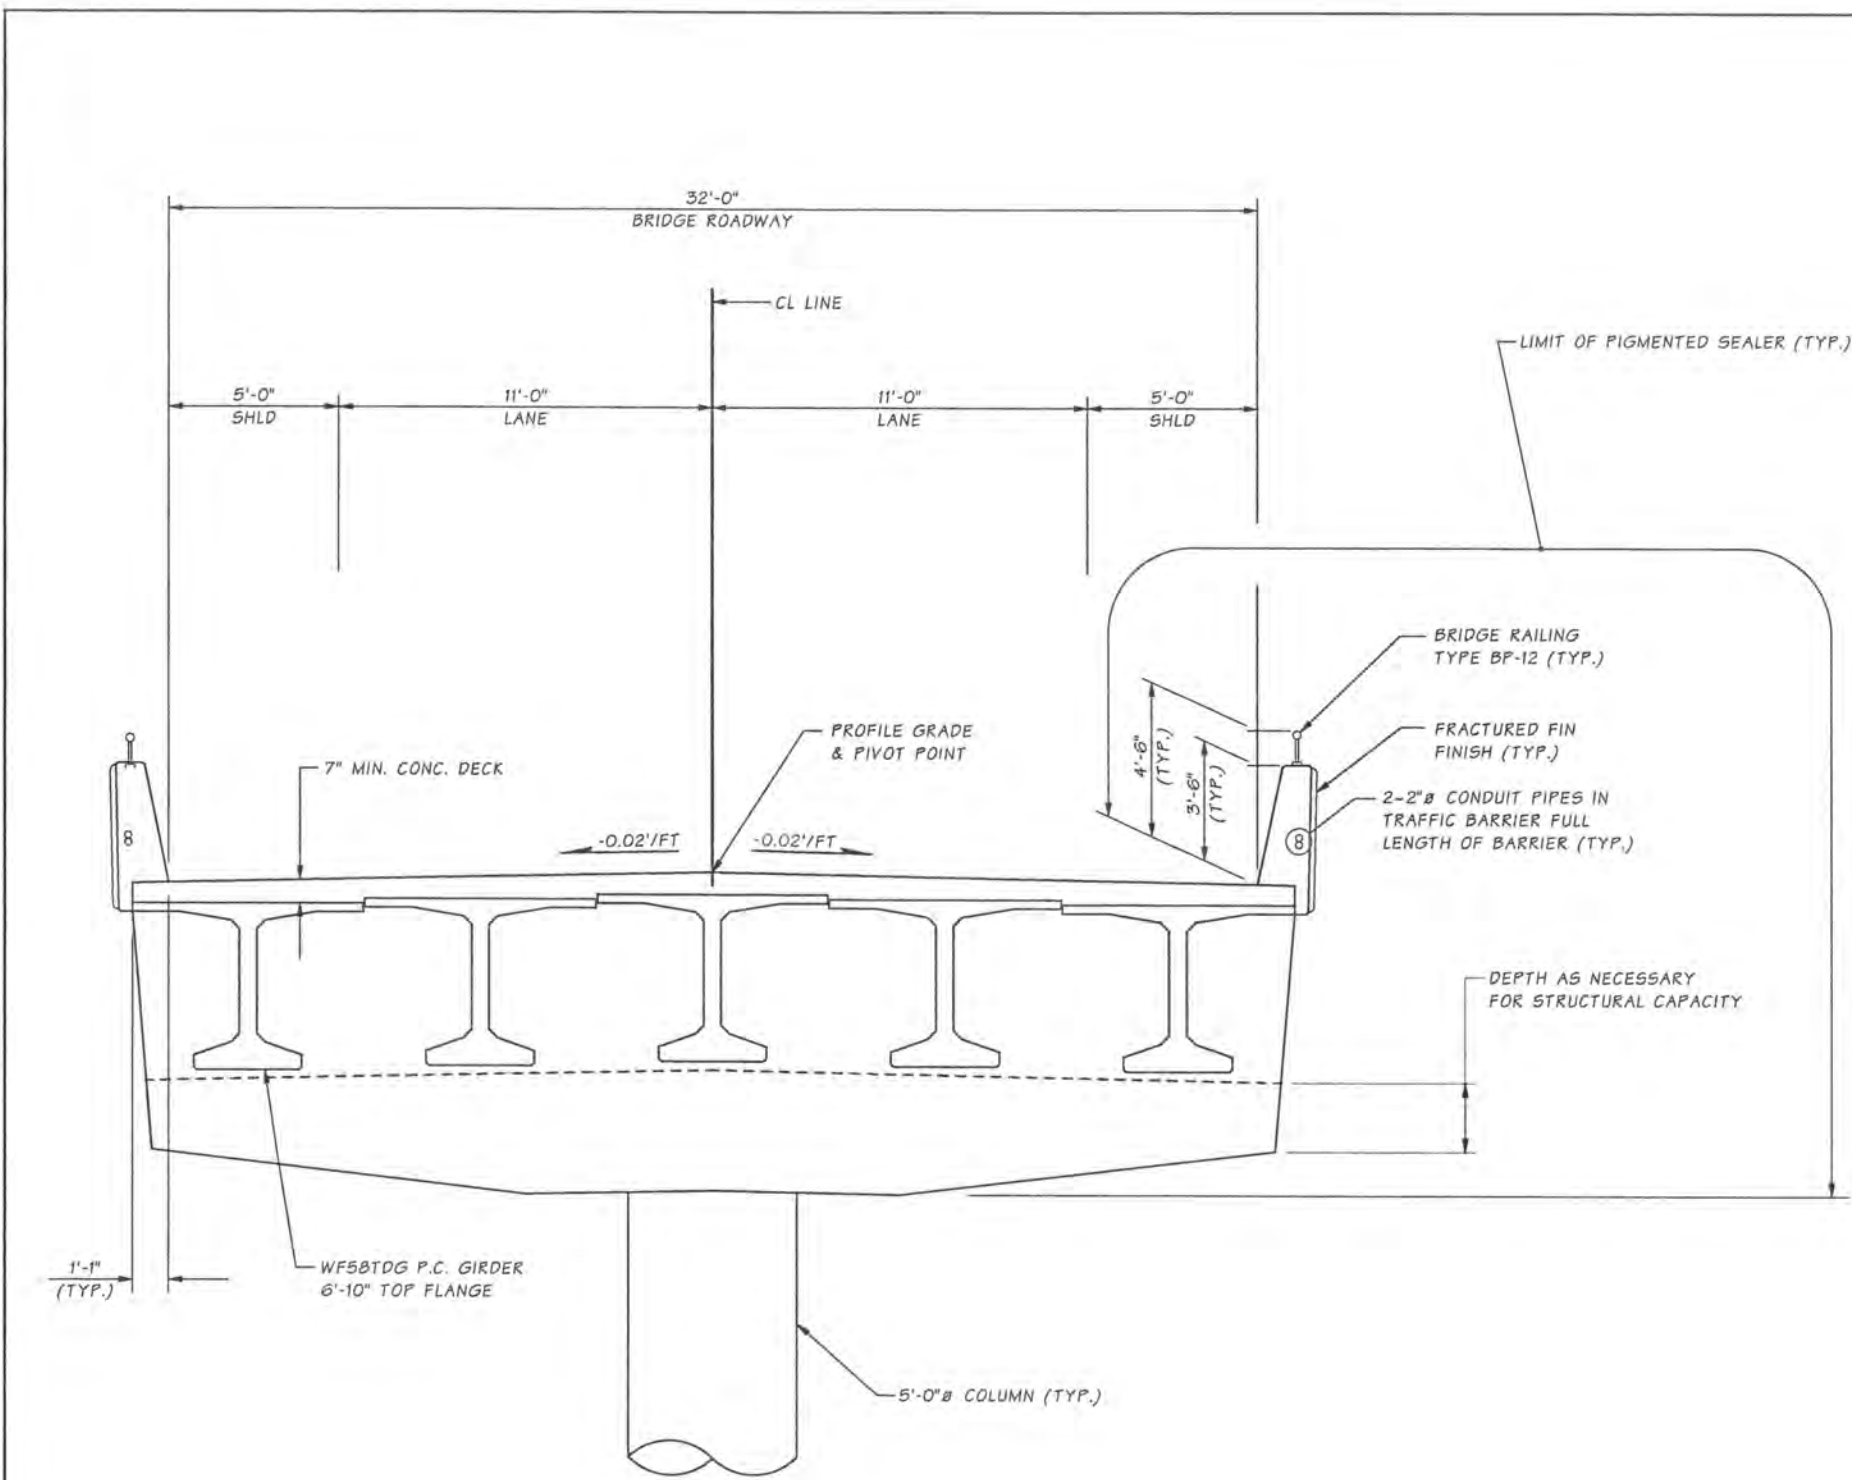 32'-0"
BRIDGE ROADWAY
CL LINE
LIMIT OF PIGMENTED SEALER (TYP.)
5'-0"
SHLD
11'-0"
LANE
11'-0"
LANE
5'-0"
SHLD
BRIDGE RAILING
TYPE BP-12 (TYP.)
4'-6"
(TYP.)
3'-6"
(TYP.)
FRACTURED FIN
FINISH (TYP.)
PROFILE GRADE
& PIVOT POINT
7" MIN. CONC. DECK
2-2"ø CONDUIT PIPES IN
TRAFFIC BARRIER FULL
LENGTH OF BARRIER (TYP.)
-0.02'/FT
-0.02'/FT
DEPTH AS NECESSARY
FOR STRUCTURAL CAPACITY
1'-1"
(TYP.)
WF58TDG P.C. GIRDER
6'-10" TOP FLANGE
5'-0"ø COLUMN (TYP.)